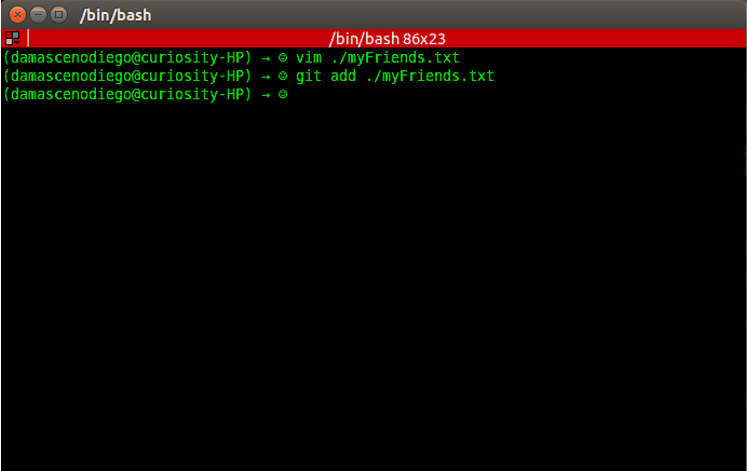 /bin/bash
/bin/bash 86x23
(damascenodiego@curiosity-HP) → ☺ vim ./myFriends.txt
(damascenodiego@curiosity-HP) → ☺ git add ./myFriends.txt
(damascenodiego@curiosity-HP) → ☺